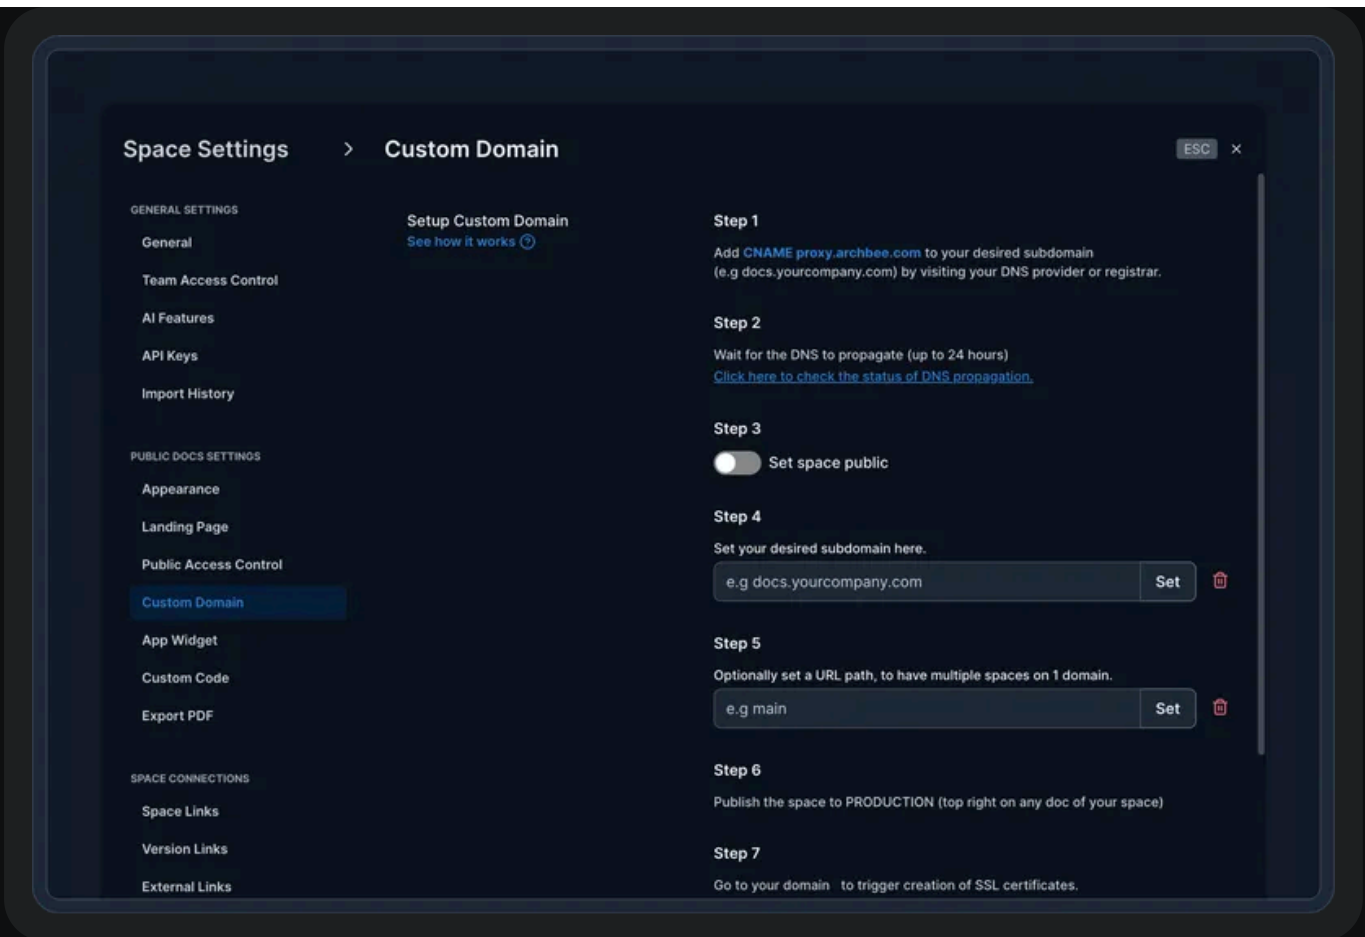 Space Settings > Custom Domain
ESC ×
GENERAL SETTINGS
General
Team Access Control
AI Features
API Keys
Import History
PUBLIC DOCS SETTINGS
Appearance
Landing Page
Public Access Control
Custom Domain
App Widget
Custom Code
Export PDF
SPACE CONNECTIONS
Space Links
Version Links
External Links
Setup Custom Domain
See how it works ?
Step 1
Add CNAME proxy.archbee.com to your desired subdomain
(e.g docs.yourcompany.com) by visiting your DNS provider or registrar.
Step 2
Wait for the DNS to propagate (up to 24 hours)
Click here to check the status of DNS propagation.
Step 3
Set space public
Step 4
Set your desired subdomain here.
e.g docs.yourcompany.com Set
Step 5
Optionally set a URL path, to have multiple spaces on 1 domain.
e.g main Set
Step 6
Publish the space to PRODUCTION (top right on any doc of your space)
Step 7
Go to your domain to trigger creation of SSL certificates.